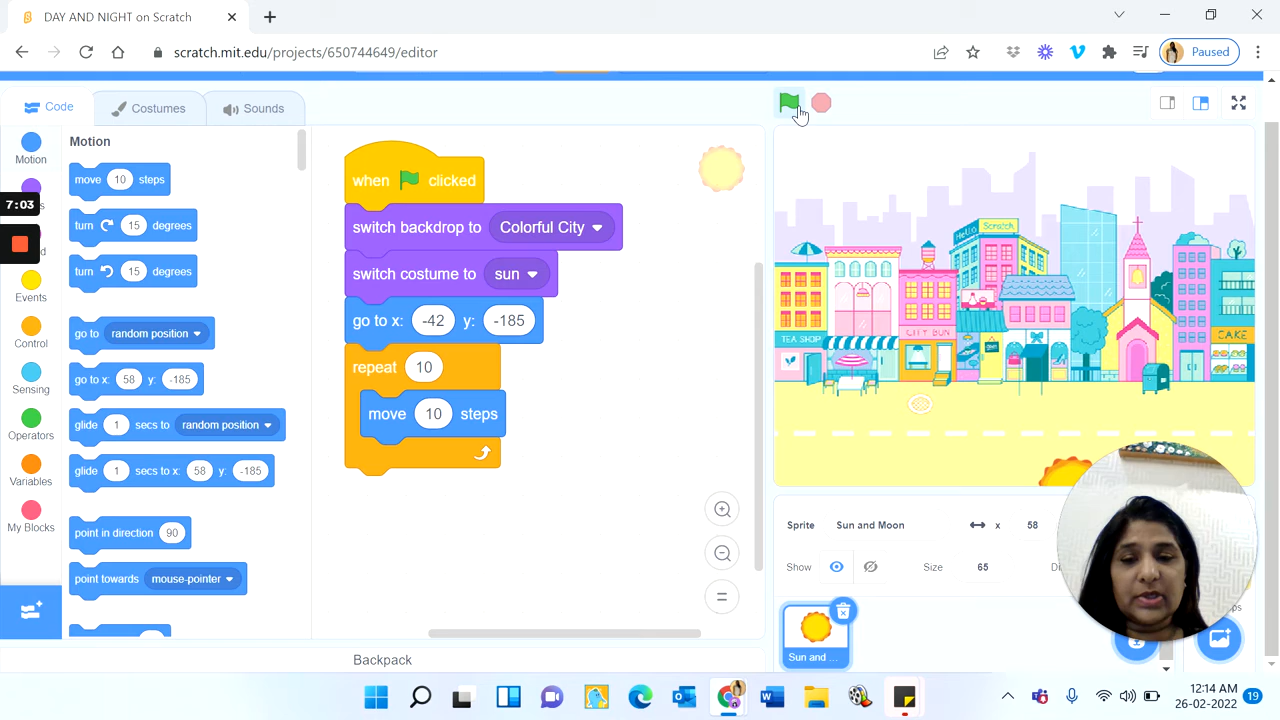 DAY AND NIGHT on Scratch
scratch.mit.edu/projects/650744649/editor
Paused
Code
Costumes
Sounds
Motion
Motion
move 10 steps
turn 15 degrees
turn 15 degrees
go to random position
go to x: 58 y: -185
glide 1 secs to random position
glide 1 secs to x: 58 y: -185
point in direction 90
point towards mouse-pointer
7:03
Events
Control
Sensing
Operators
Variables
My Blocks
when clicked
switch backdrop to Colorful City
switch costume to sun
go to x: -42 y: -185
repeat 10
move 10 steps
Backpack
Hello Scratch
TEA SHOP
CAKE
Sprite Sun and Moon x 58
Show Size 65
Sun and ...
12:14 AM
26-02-2022
19